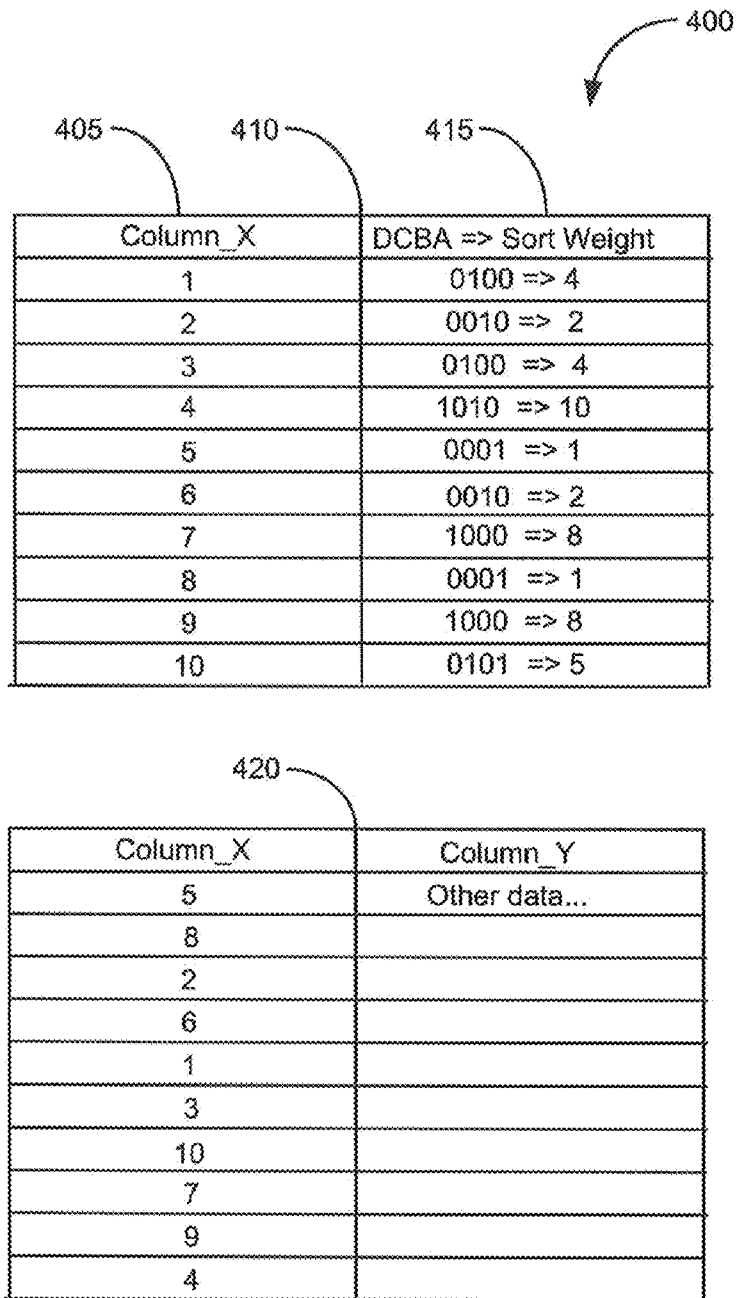 400
405 410 415
Column_X DCBA => Sort Weight
1 0100 => 4
2 0010 => 2
3 0100 => 4
4 1010 => 10
5 0001 => 1
6 0010 => 2
7 1000 => 8
8 0001 => 1
9 1000 => 8
10 0101 => 5
420
Column_X Column_Y
5 Other data...
8
2
6
1
3
10
7
9
4